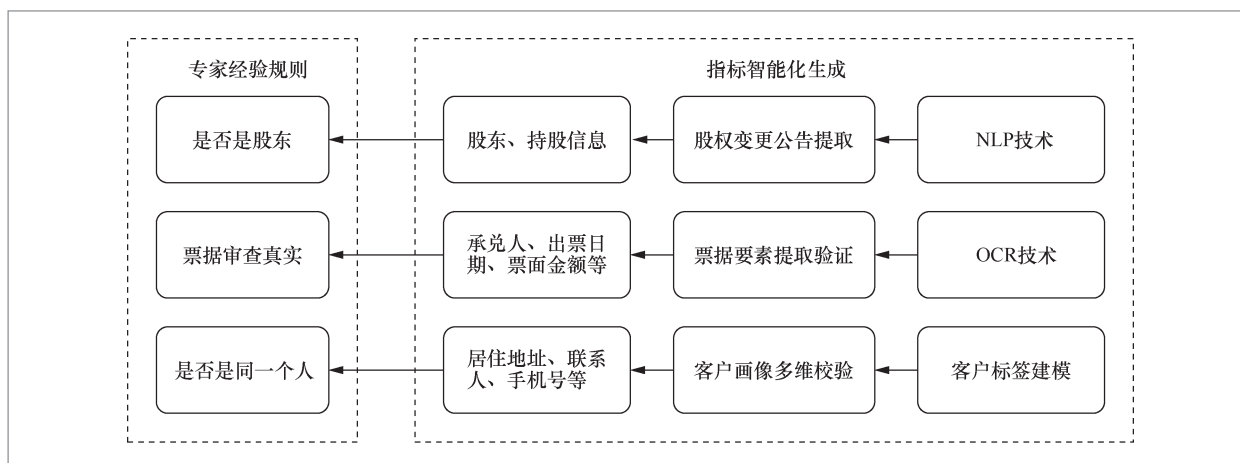 专家经验规则
指标智能化生成
是否是股东
股东、持股信息
股权变更公告提取
NLP技术
票据审查真实
承兑人、出票日
期、票面金额等
票据要素提取验证
OCR技术
是否是同一个人
居住地址、联系
人、手机号等
客户画像多维校验
客户标签建模